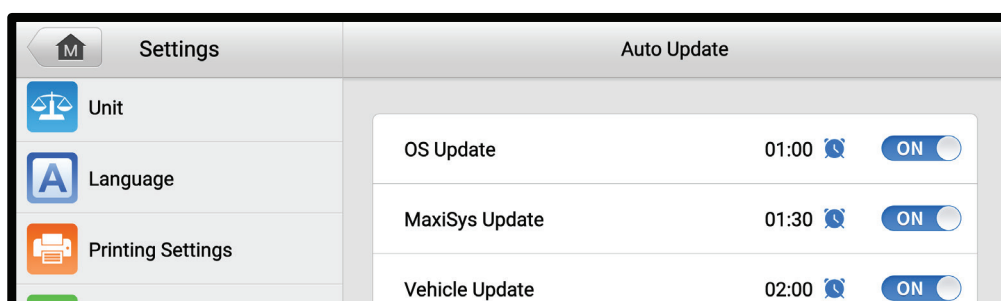 M Settings Auto Update
Unit
OS Update 01:00 ON
A Language
MaxiSys Update 01:30 ON
Printing Settings
Vehicle Update 02:00 ON